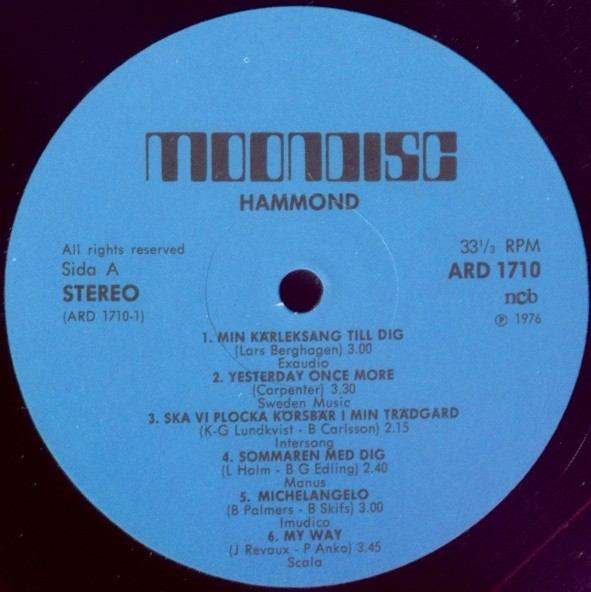 MOONDISC
HAMMOND
All rights reserved
Sida A
STEREO
(ARD 1710-1)
33⅓ RPM
ARD 1710
ncb
℗ 1976
1. MIN KÄRLEKSANG TILL DIG
(Lars Berghagen) 3.00
Exaudio
2. YESTERDAY ONCE MORE
(Carpenter) 3.30
Sweden Music
3. SKA VI PLOCKA KÖRSBÄR I MIN TRÄDGARD
(K-G Lundkvist - B Carlsson) 2.15
Intersong
4. SOMMAREN MED DIG
(L Holm - B G Edling) 2.40
Manus
5. MICHELANGELO
(B Palmers - B Skifs) 3.00
Imudico
6. MY WAY
(J Revaux - P Anka) 3.45
Scala